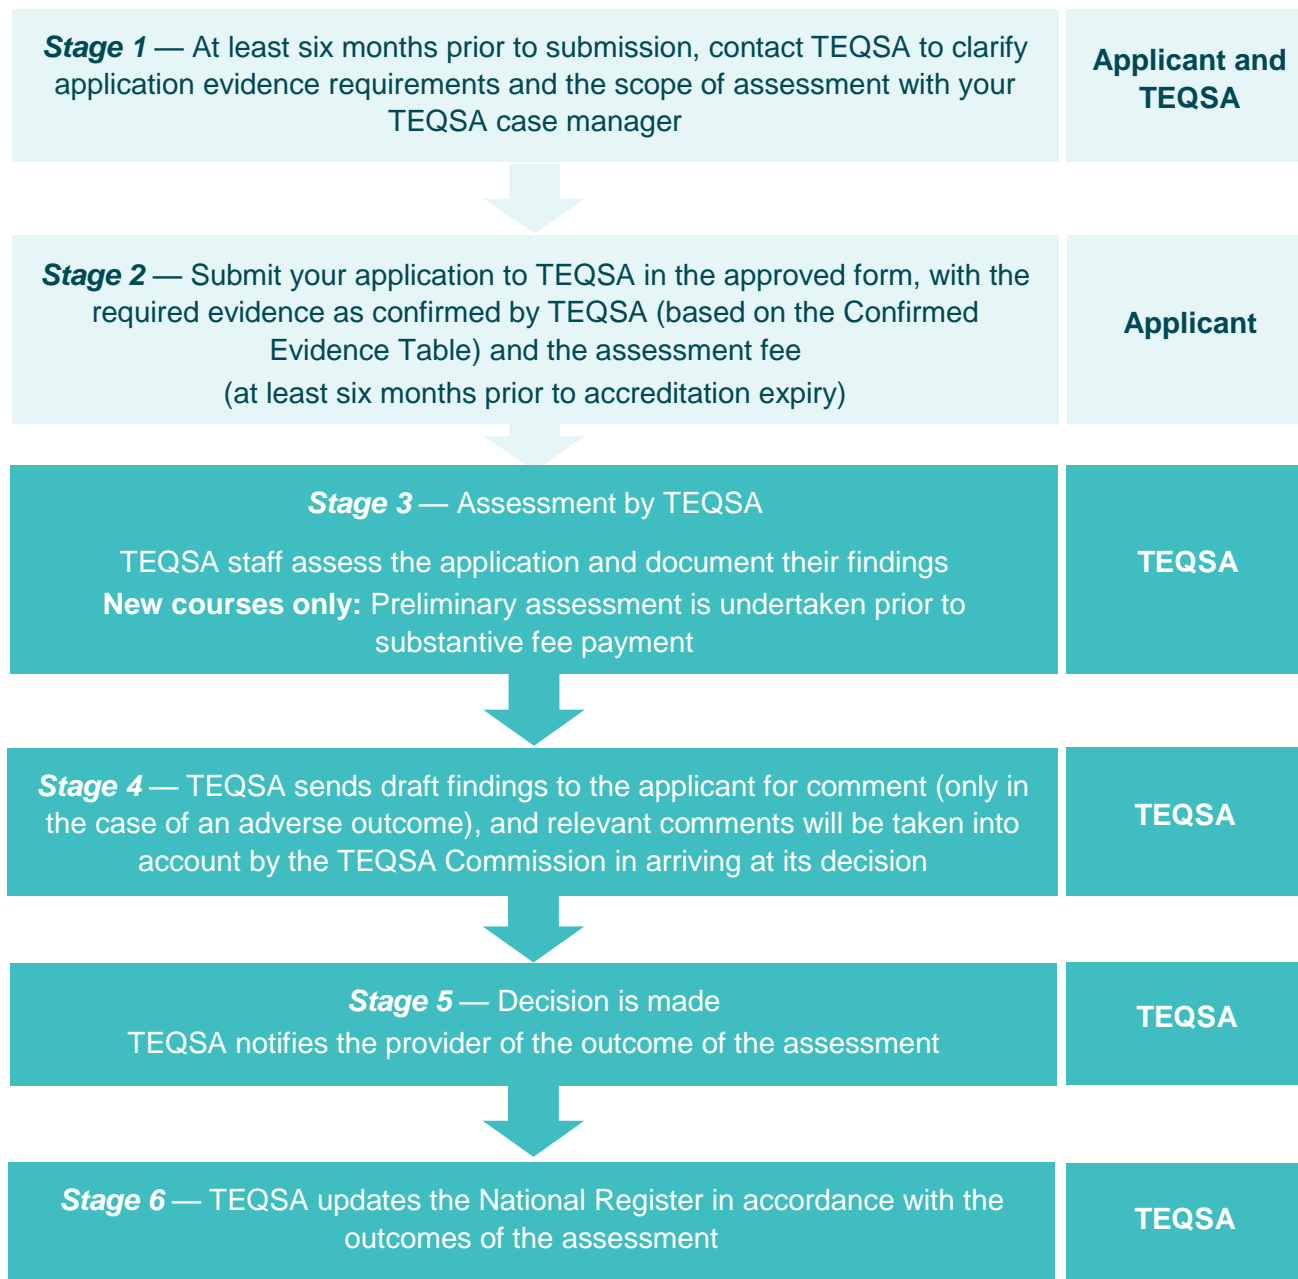 Stage 1 — At least six months prior to submission, contact TEQSA to clarify
application evidence requirements and the scope of assessment with your
TEQSA case manager
Applicant and
TEQSA
Stage 2 — Submit your application to TEQSA in the approved form, with the
required evidence as confirmed by TEQSA (based on the Confirmed
Evidence Table) and the assessment fee
(at least six months prior to accreditation expiry)
Applicant
Stage 3 — Assessment by TEQSA
TEQSA staff assess the application and document their findings
New courses only: Preliminary assessment is undertaken prior to
substantive fee payment
TEQSA
Stage 4 — TEQSA sends draft findings to the applicant for comment (only in
the case of an adverse outcome), and relevant comments will be taken into
account by the TEQSA Commission in arriving at its decision
TEQSA
Stage 5 — Decision is made
TEQSA notifies the provider of the outcome of the assessment
TEQSA
Stage 6 — TEQSA updates the National Register in accordance with the
outcomes of the assessment
TEQSA